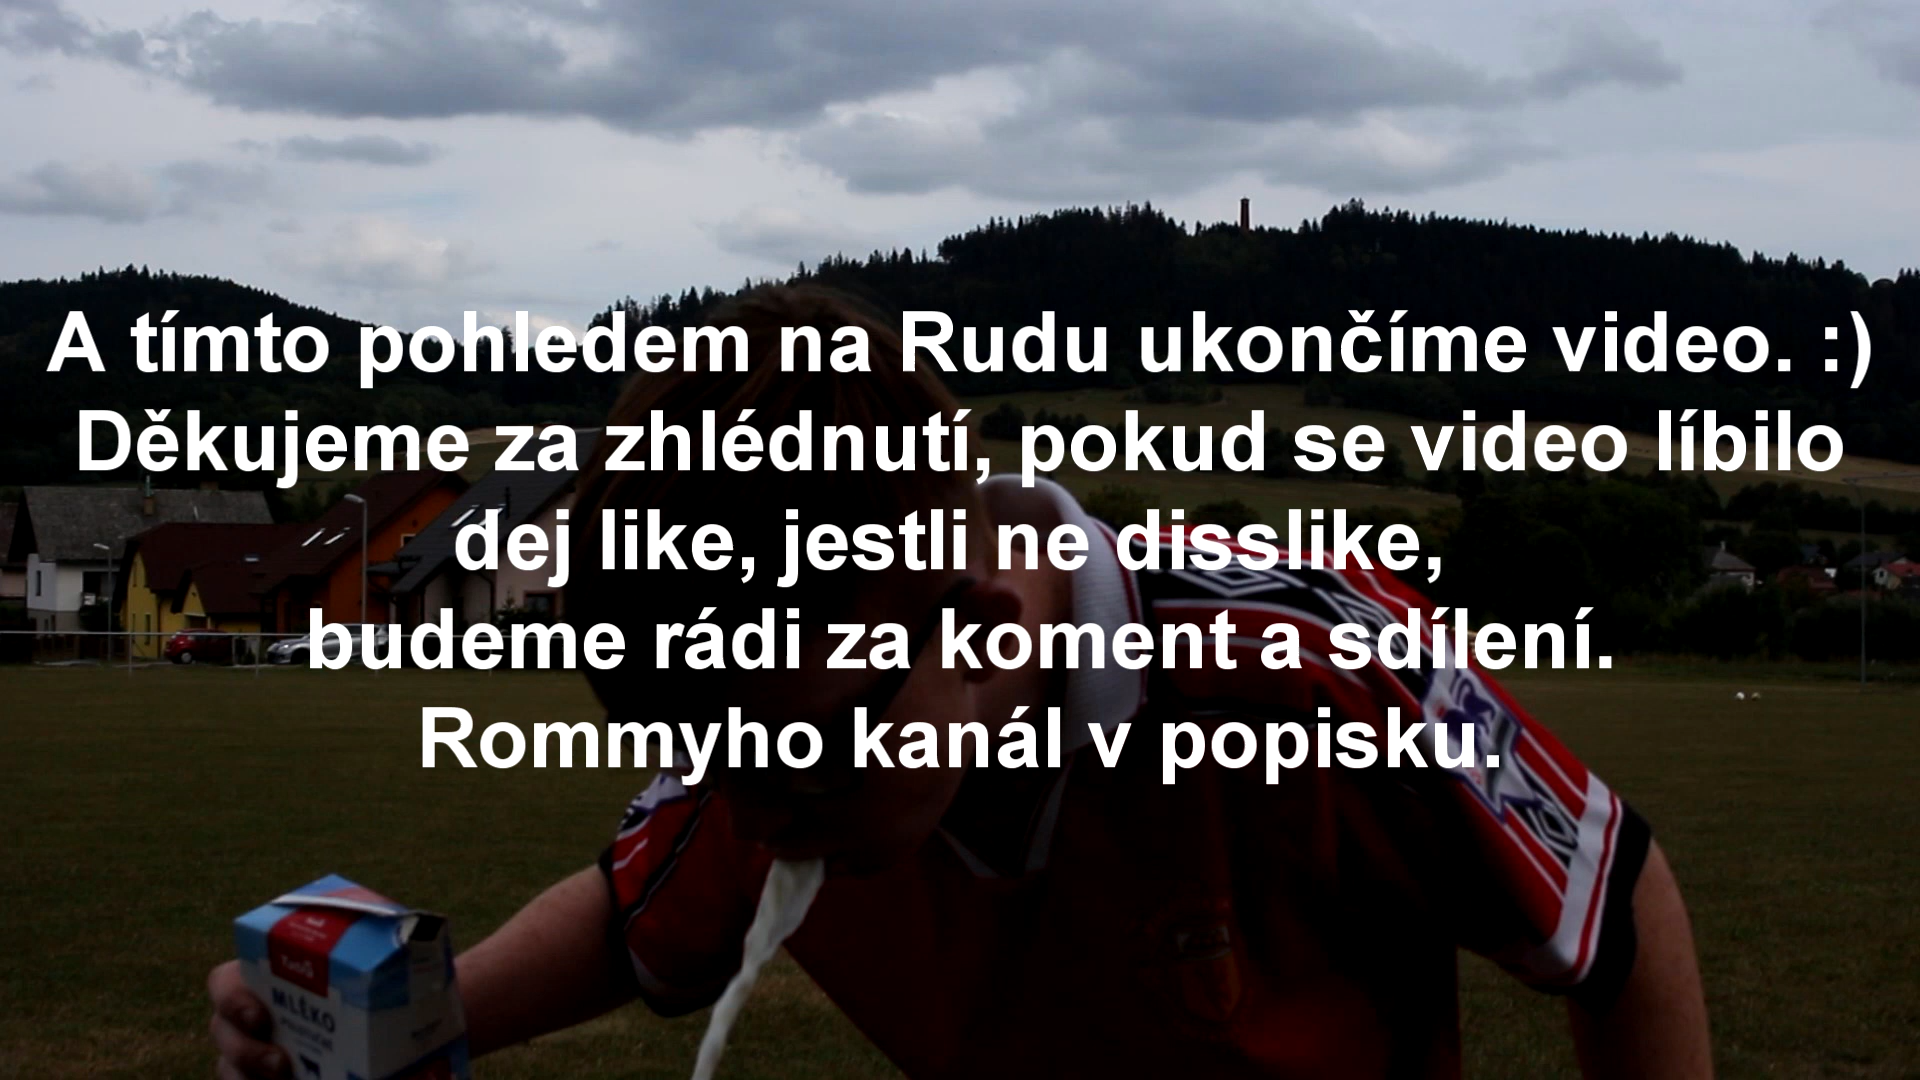 A tímto pohledem na Rudu ukončíme video. :)
Děkujeme za zhlédnutí, pokud se video líbilo
dej like, jestli ne disslike,
budeme rádi za koment a sdílení.
Rommyho kanál v popisku.
MLÉKO